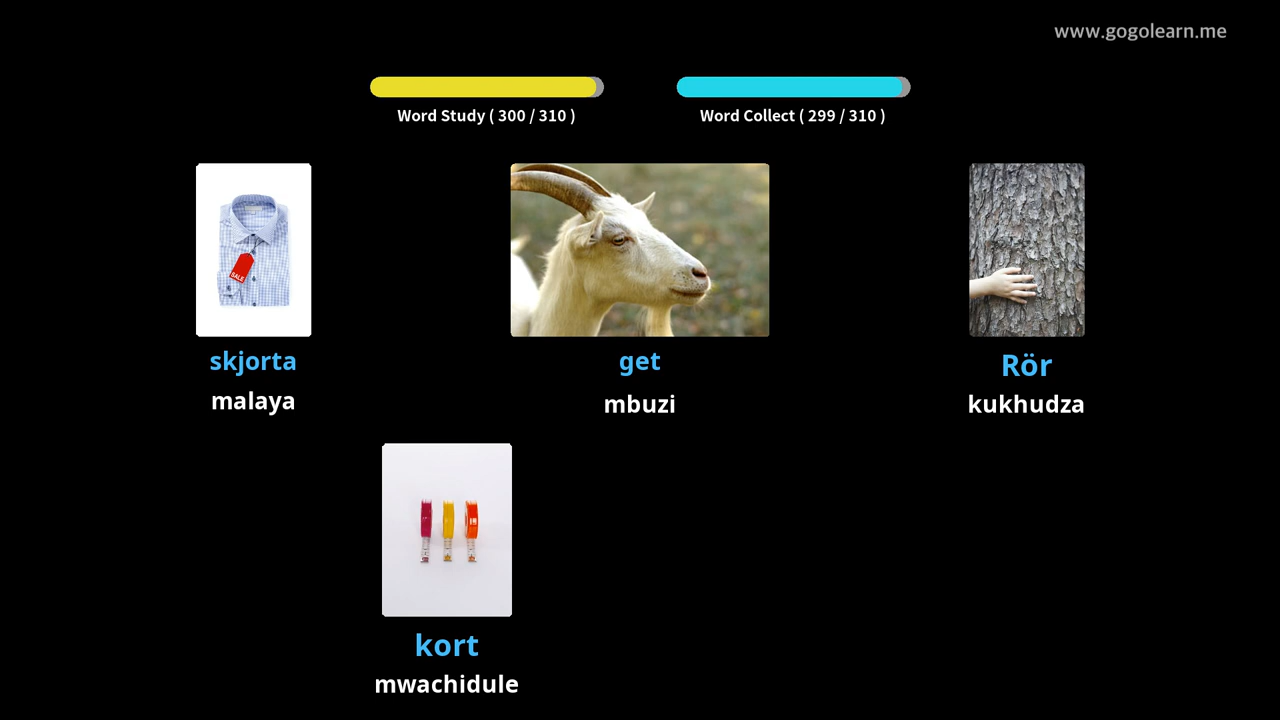 www.gogolearn.me
Word Study ( 300 / 310 )
Word Collect ( 299 / 310 )
SALE
skjorta
get
Rör
malaya
mbuzi
kukhudza
kort
mwachidule